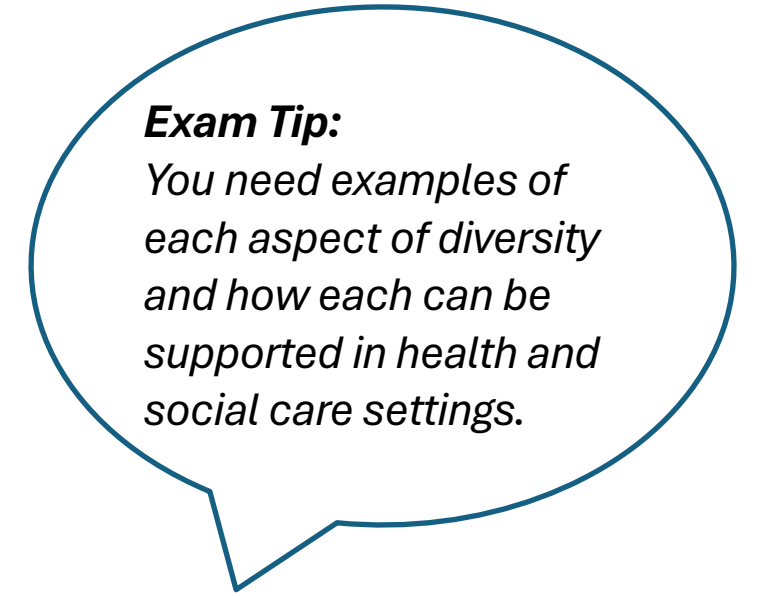 Exam Tip:
You need examples of
each aspect of diversity
and how each can be
supported in health and
social care settings.